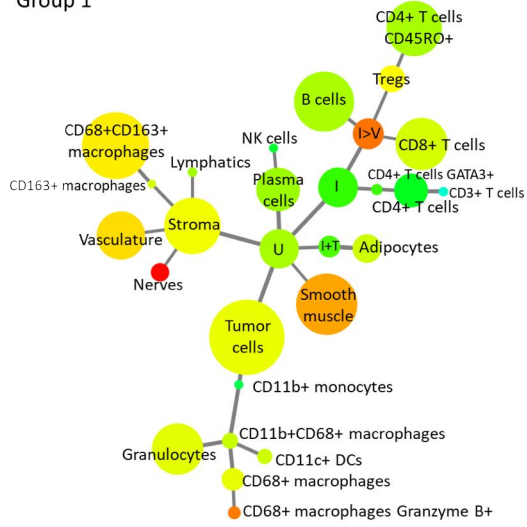 Group 1
CD4+ T cells
CD45RO+
Tregs
B cells
I>V
CD8+ T cells
NK cells
CD68+CD163+
macrophages
Lymphatics
CD163+ macrophages
Plasma
cells
I
CD4+ T cells GATA3+
CD3+ T cells
CD4+ T cells
Stroma
Vasculature
U
I+T
Adipocytes
Nerves
Smooth
muscle
Tumor
cells
CD11b+ monocytes
CD11b+CD68+ macrophages
Granulocytes
CD11c+ DCs
CD68+ macrophages
CD68+ macrophages Granzyme B+